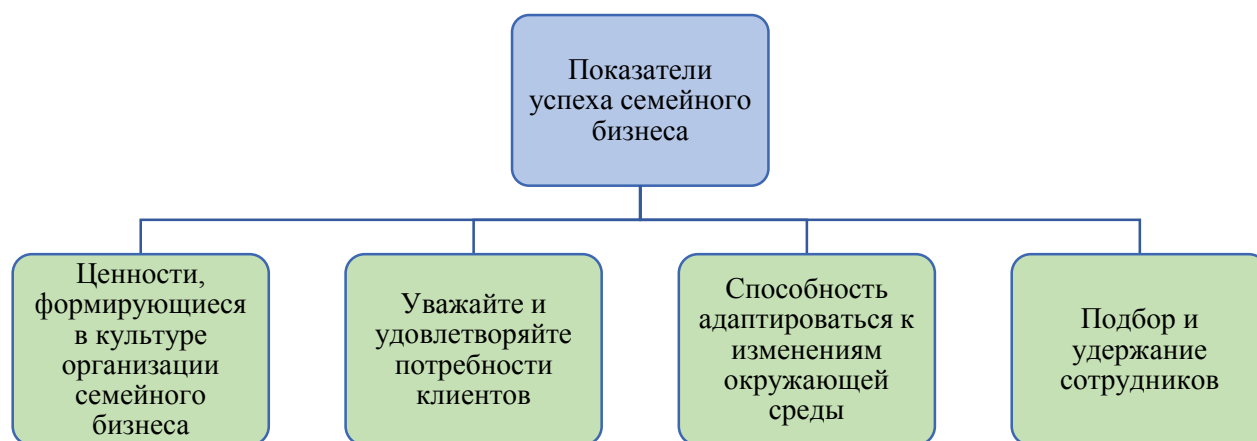 Показатели
успеха семейного
бизнеса
Ценности,
формирующиеся
в культуре
организации
семейного
бизнеса
Уважайте и
удовлетворяйте
потребности
клиентов
Способность
адаптироваться к
изменениям
окружающей
среды
Подбор и
удержание
сотрудников